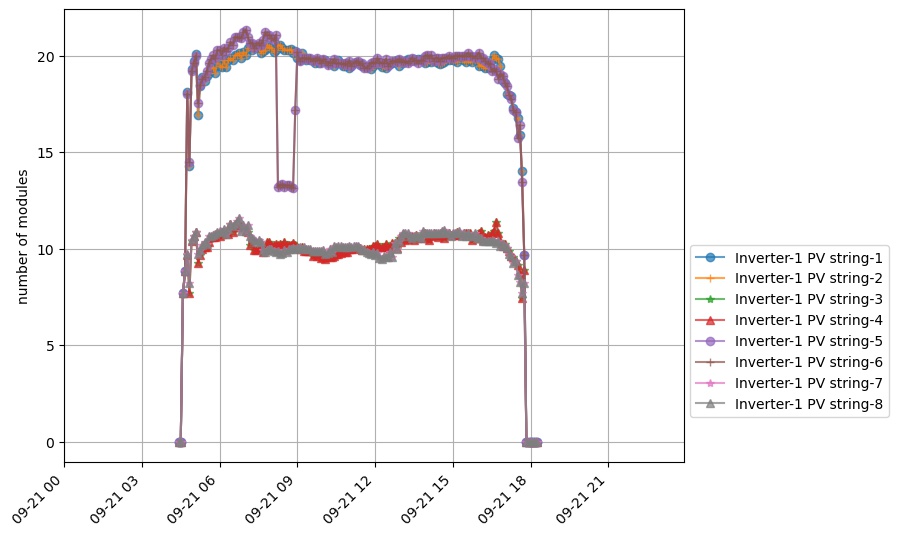 number of modules
20
15
10
5
0
09-21 00
09-21 03
09-21 06
09-21 09
09-21 12
09-21 15
09-21 18
09-21 21
Inverter-1 PV string-1
Inverter-1 PV string-2
Inverter-1 PV string-3
Inverter-1 PV string-4
Inverter-1 PV string-5
Inverter-1 PV string-6
Inverter-1 PV string-7
Inverter-1 PV string-8